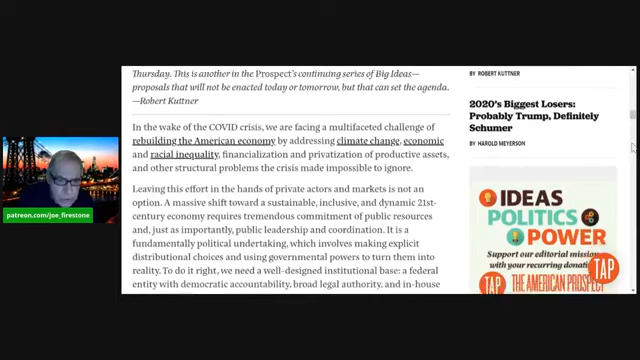 Thursday. This is another in the Prospect's continuing series of Big Ideas—
proposals that will not be enacted today or tomorrow, but that can set the agenda.
—Robert Kuttner
In the wake of the COVID crisis, we are facing a multifaceted challenge of
rebuilding the American economy by addressing climate change, economic
and racial inequality, financialization and privatization of productive assets,
and other structural problems the crisis made impossible to ignore.
Leaving this effort in the hands of private actors and markets is not an
option. A massive shift toward a sustainable, inclusive, and dynamic 21st-
century economy requires tremendous commitment of public resources
and, just as importantly, public leadership and coordination. It is a
fundamentally political undertaking, which involves making explicit
distributional choices and using governmental powers to turn them into
reality. To do it right, we need a well-designed institutional base: a federal
entity with democratic accountability, broad legal authority, and in-house
BY ROBERT KUTTNER
2020's Biggest Losers:
Probably Trump, Definitely
Schumer
BY HAROLD MEYERSON
IDEAS
POLITICS
POWER
Support our editorial mission
with your recurring donati
TAP
TAP
THE AMERICAN PROSPECT
patreon.com/joe_firestone